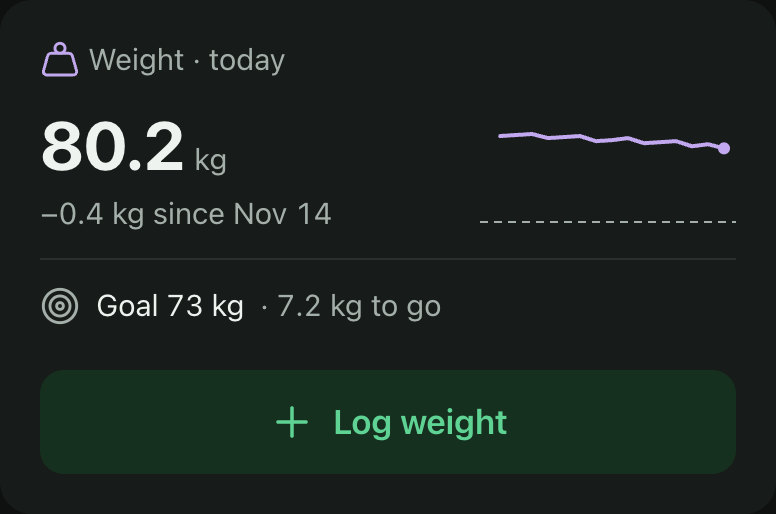 Weight · today
80.2 kg
−0.4 kg since Nov 14
Goal 73 kg · 7.2 kg to go
Log weight